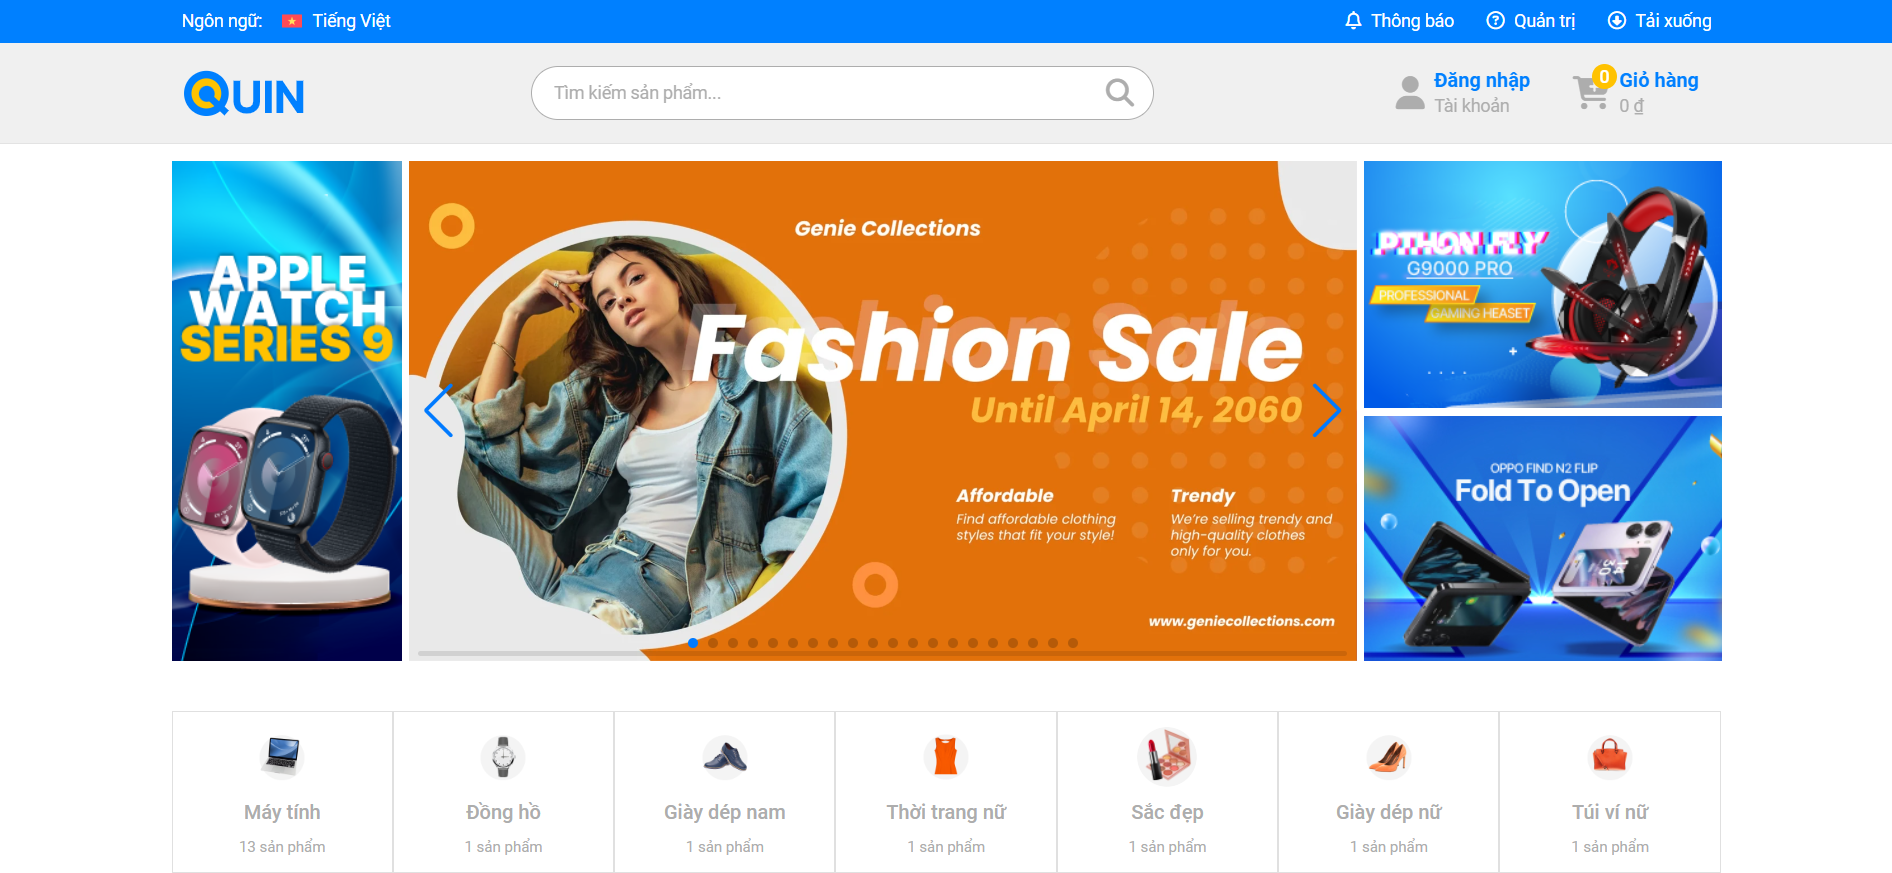 Ngôn ngữ: Tiếng Việt
Thông báo Quản trị Tải xuống
QUIN
Tìm kiếm sản phẩm...
Đăng nhập
Tài khoản
0 Giỏ hàng
0 ₫
APPLE
WATCH
SERIES 9
Genie Collections
Fashion Sale
Until April 14, 2060
Affordable
Find affordable clothing
styles that fit your style!
Trendy
We're selling trendy and
high-quality clothes
only for you.
www.geniecollections.com
PTHON FLY
G9000 PRO
PROFESSIONAL
GAMING HEASET
OPPO FIND N2 FLIP
Fold To Open
Máy tính
13 sản phẩm
Đồng hồ
1 sản phẩm
Giày dép nam
1 sản phẩm
Thời trang nữ
1 sản phẩm
Sắc đẹp
1 sản phẩm
Giày dép nữ
1 sản phẩm
Túi ví nữ
1 sản phẩm